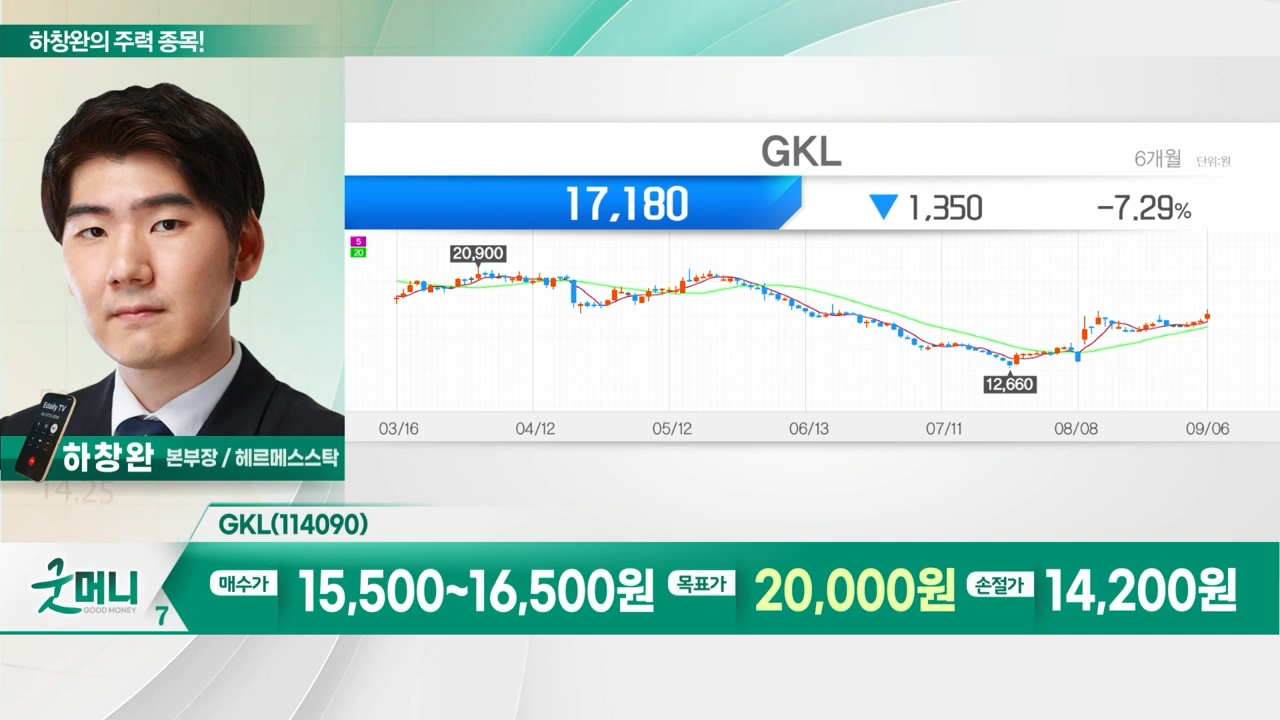 하창완의 주력 종목!
GKL
6개월 단위:원
17,180 ▼ 1,350 -7.29%
5
20
20,900
12,660
03/16 04/12 05/12 06/13 07/11 08/08 09/06
Edaily TV
하창완 본부장 / 헤르메스스탁
14.25
GKL(114090)
굿머니
GOOD MONEY
7
매수가 15,500~16,500원 목표가 20,000원 손절가 14,200원